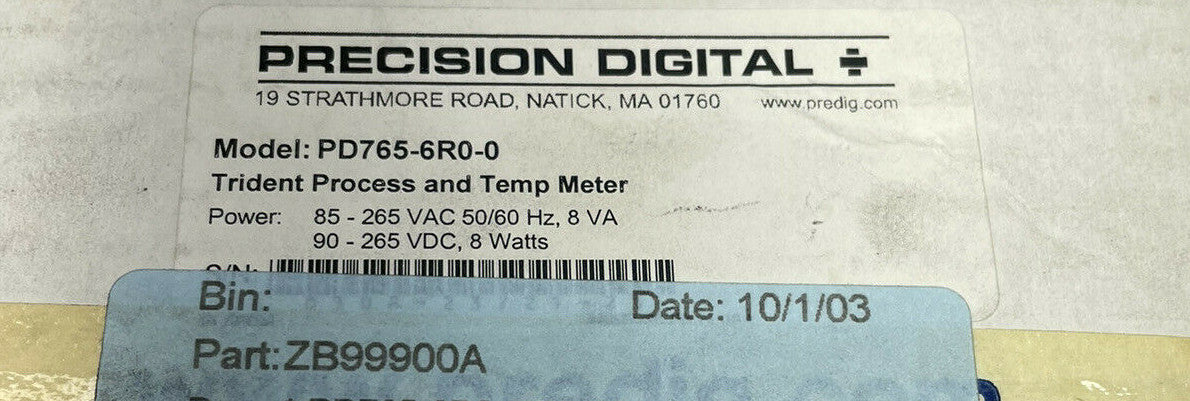 PRECISION DIGITAL
19 STRATHMORE ROAD, NATICK, MA 01760 www.predig.com
Model: PD765-6R0-0
Trident Process and Temp Meter
Power: 85 - 265 VAC 50/60 Hz, 8 VA
90 - 265 VDC, 8 Watts
S/N:
Bin: Date: 10/1/03
Part: ZB99900A